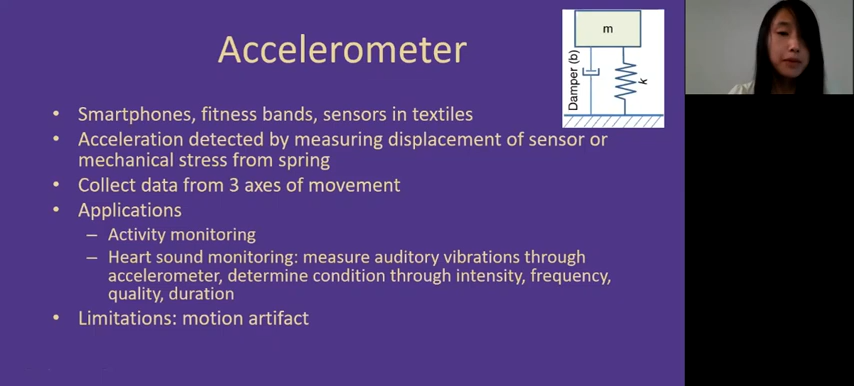 Accelerometer
m
Damper (b)
k
• Smartphones, fitness bands, sensors in textiles
• Acceleration detected by measuring displacement of sensor or
mechanical stress from spring
• Collect data from 3 axes of movement
• Applications
– Activity monitoring
– Heart sound monitoring: measure auditory vibrations through
accelerometer, determine condition through intensity, frequency,
quality, duration
• Limitations: motion artifact